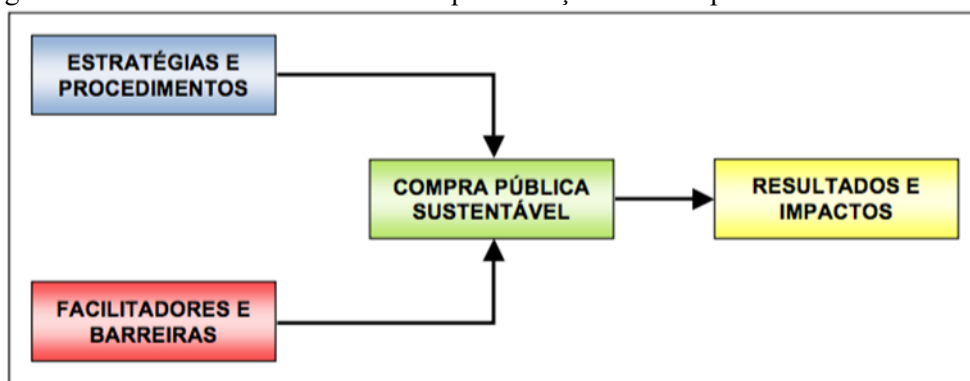 ESTRATÉGIAS E
PROCEDIMENTOS
COMPRA PÚBLICA
SUSTENTÁVEL
RESULTADOS E
IMPACTOS
FACILITADORES E
BARREIRAS